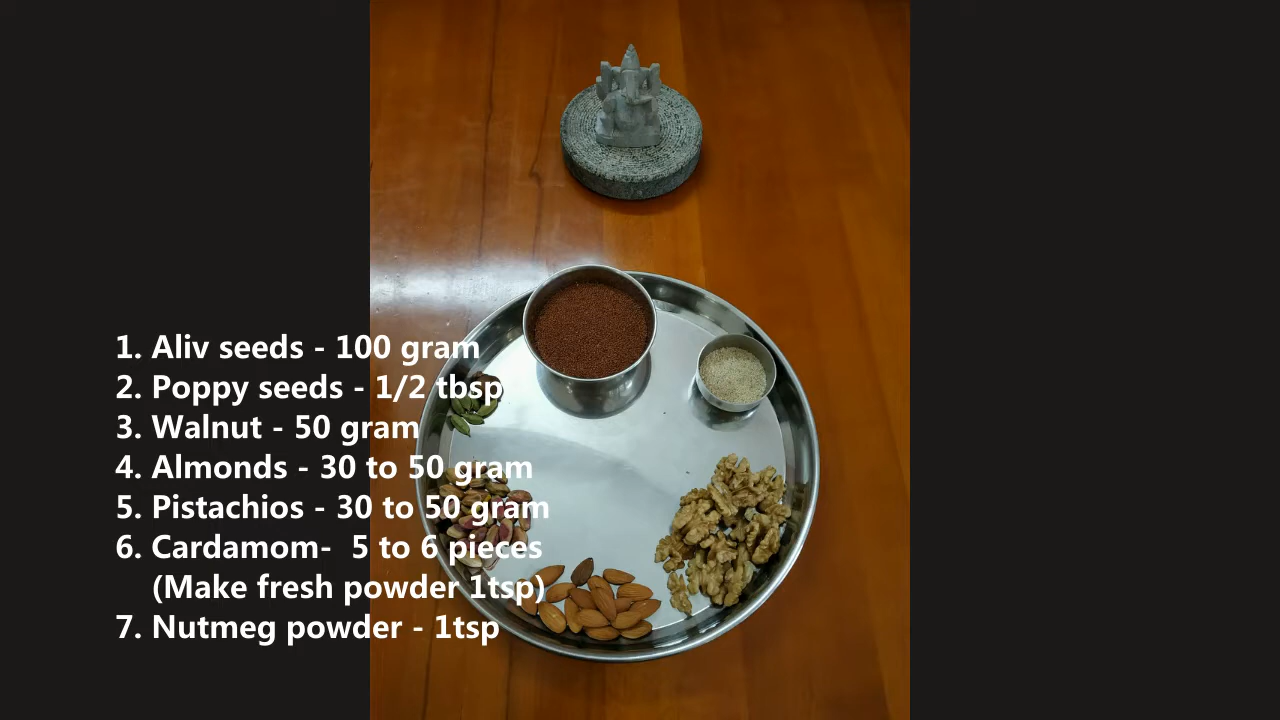 1. Aliv seeds - 100 gram
2. Poppy seeds - 1/2 tbsp
3. Walnut - 50 gram
4. Almonds - 30 to 50 gram
5. Pistachios - 30 to 50 gram
6. Cardamom-  5 to 6 pieces
(Make fresh powder 1tsp)
7. Nutmeg powder - 1tsp